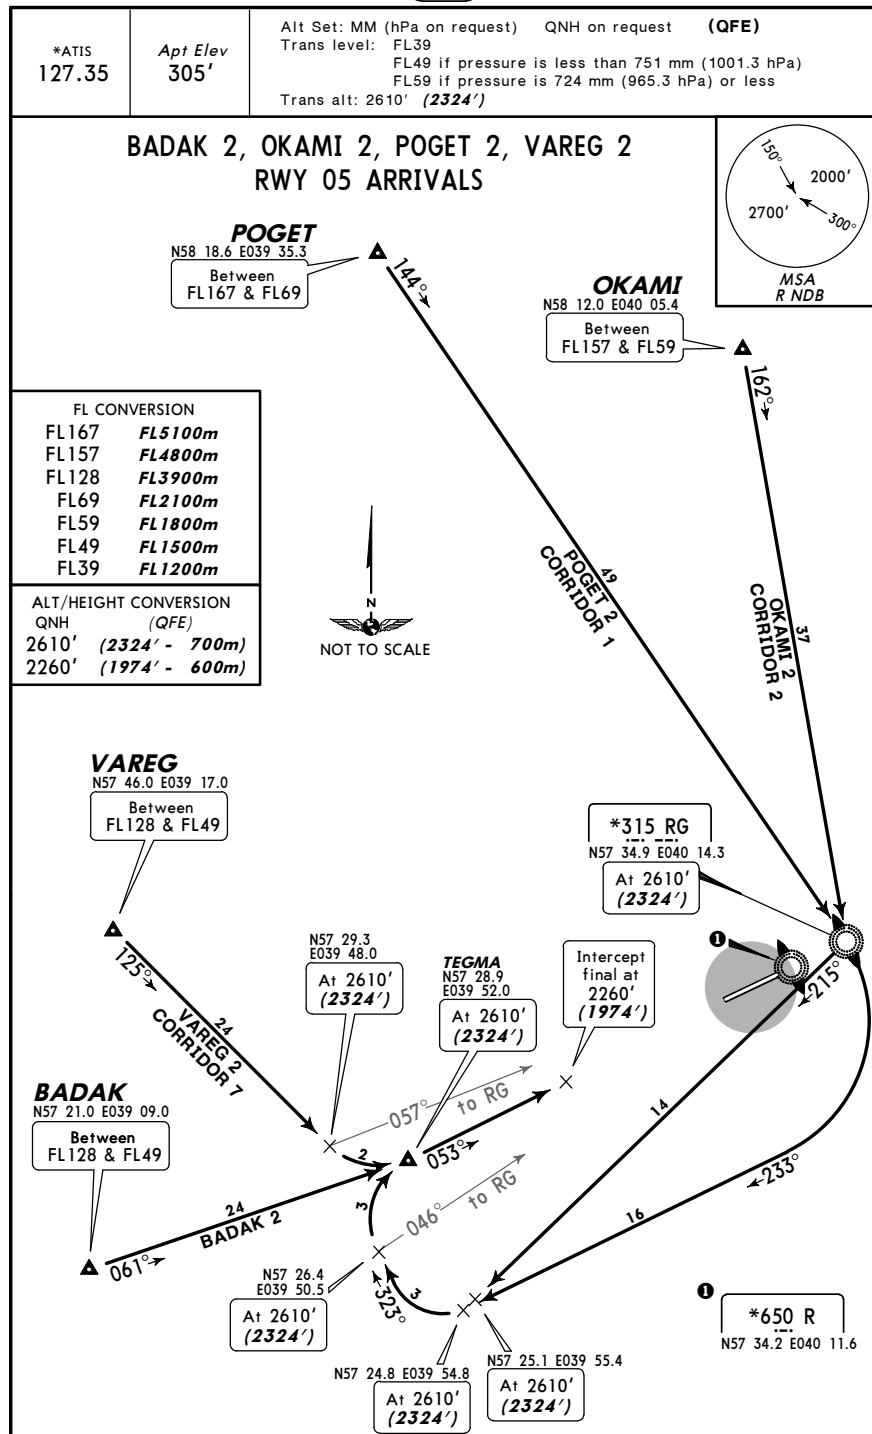 *ATIS
127.35
Apt Elev
305'
Alt Set: MM (hPa on request) QNH on request (QFE)
Trans level: FL39
FL49 if pressure is less than 751 mm (1001.3 hPa)
FL59 if pressure is 724 mm (965.3 hPa) or less
Trans alt: 2610' (2324')
BADAK 2, OKAMI 2, POGET 2, VAREG 2
RWY 05 ARRIVALS
150°
2000'
2700'
300°
MSA
R NDB
POGET
N58 18.6 E039 35.3
Between
FL167 & FL69
144°
OKAMI
N58 12.0 E040 05.4
Between
FL157 & FL59
162°
FL CONVERSION
FL167 FL5100m
FL157 FL4800m
FL128 FL3900m
FL69 FL2100m
FL59 FL1800m
FL49 FL1500m
FL39 FL1200m
ALT/HEIGHT CONVERSION
QNH (QFE)
2610' (2324' - 700m)
2260' (1974' - 600m)
N
NOT TO SCALE
49
POGET 2
CORRIDOR 1
37
OKAMI 2
CORRIDOR 2
VAREG
N57 46.0 E039 17.0
Between
FL128 & FL49
125°
24
VAREG 2
CORRIDOR 7
*315 RG
N57 34.9 E040 14.3
At 2610'
(2324')
1
215°
N57 29.3
E039 48.0
At 2610'
(2324')
TEGMA
N57 28.9
E039 52.0
At 2610'
(2324')
Intercept
final at
2260'
(1974')
057° to RG
2
053°
14
BADAK
N57 21.0 E039 09.0
Between
FL128 & FL49
061°
24
BADAK 2
3
046° to RG
233°
16
N57 26.4
E039 50.5
At 2610'
(2324')
323°
3
N57 24.8 E039 54.8
At 2610'
(2324')
N57 25.1 E039 55.4
At 2610'
(2324')
1
*650 R
N57 34.2 E040 11.6